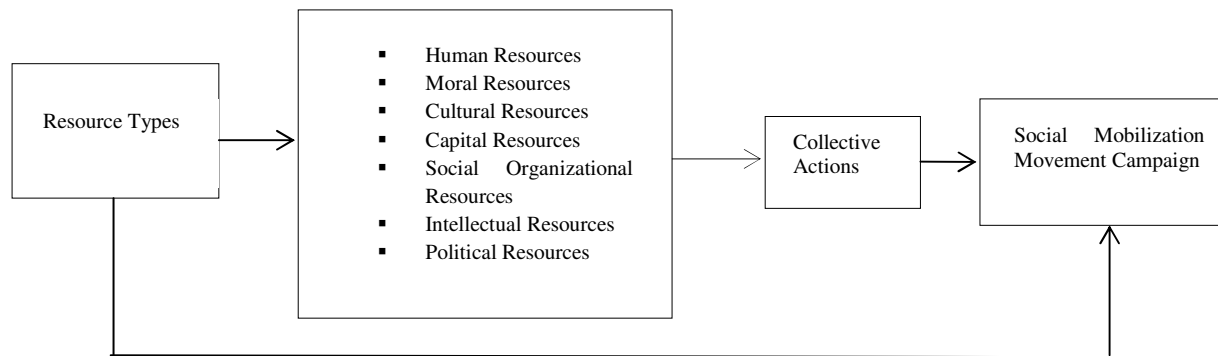 Resource Types
▪ Human Resources
▪ Moral Resources
▪ Cultural Resources
▪ Capital Resources
▪ Social Organizational
Resources
▪ Intellectual Resources
▪ Political Resources
Collective
Actions
Social Mobilization
Movement Campaign